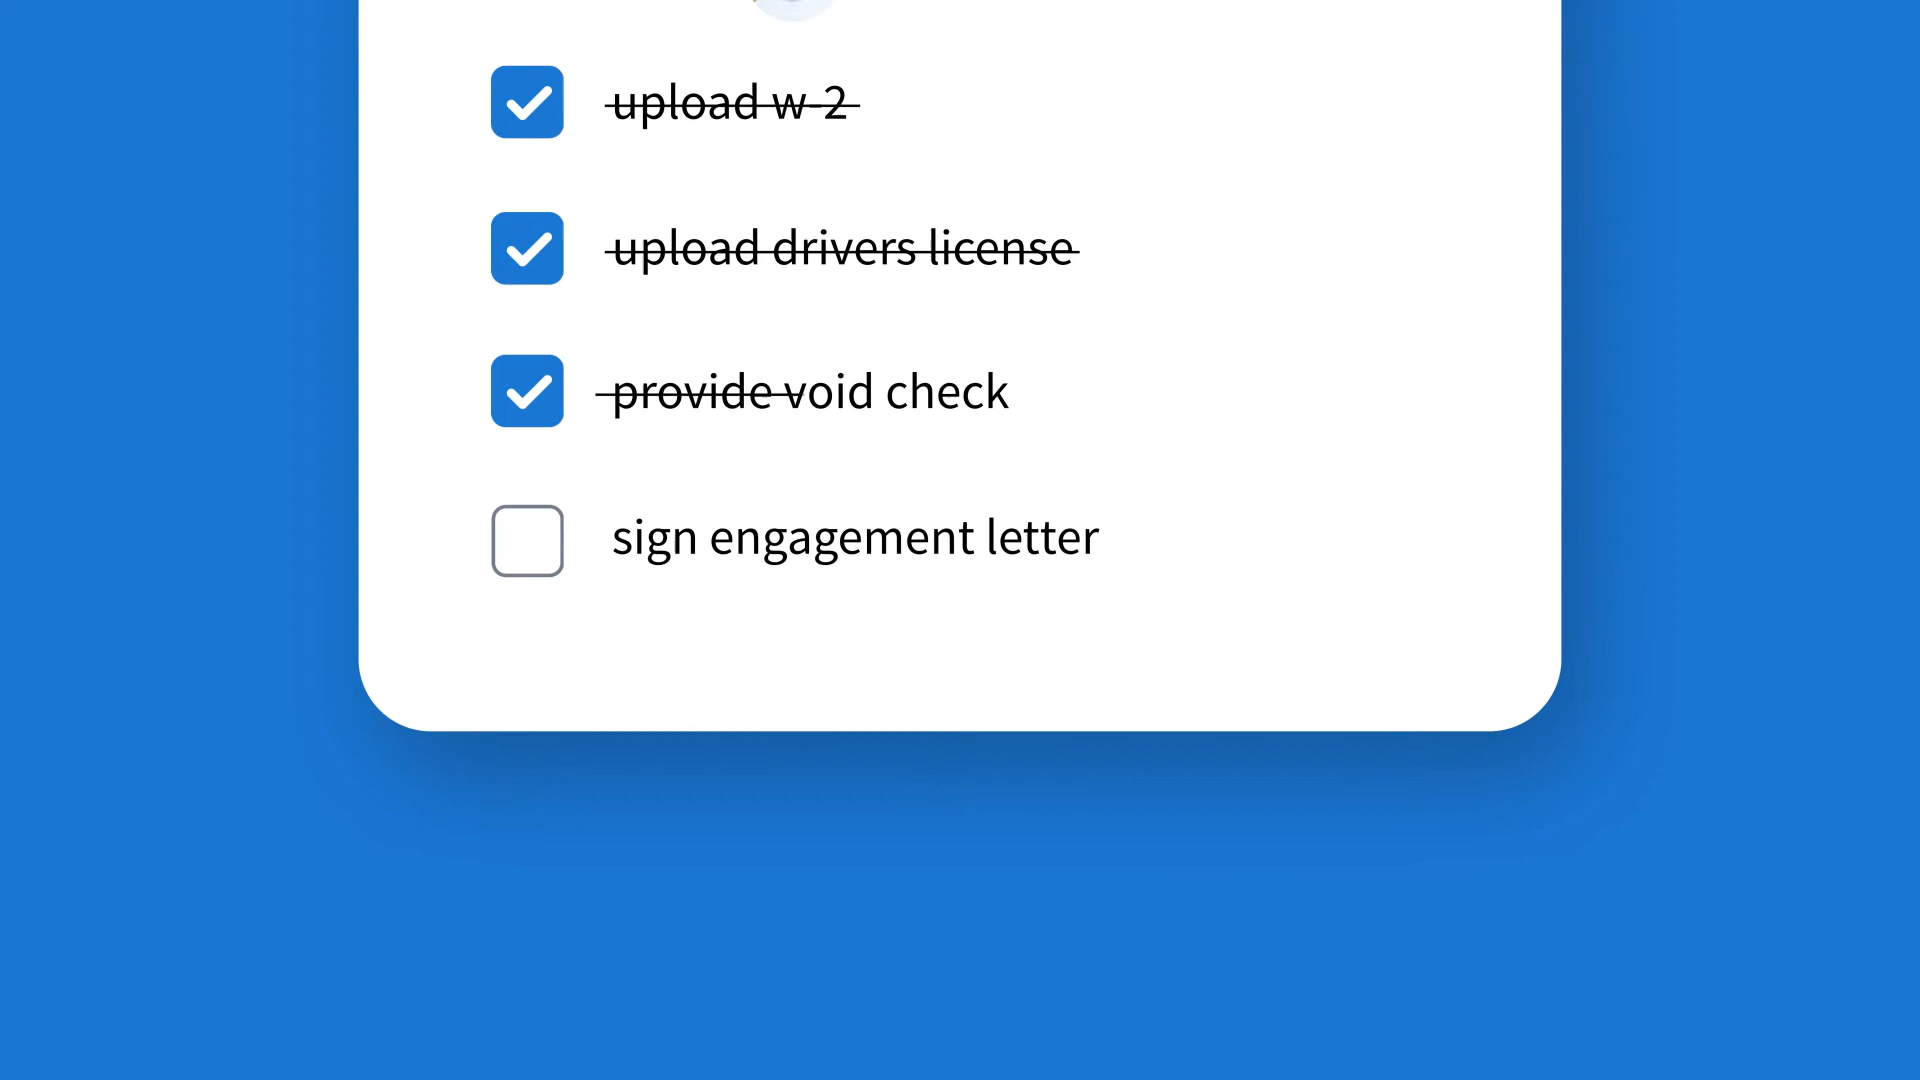 upload w-2
upload drivers license
provide void check
sign engagement letter